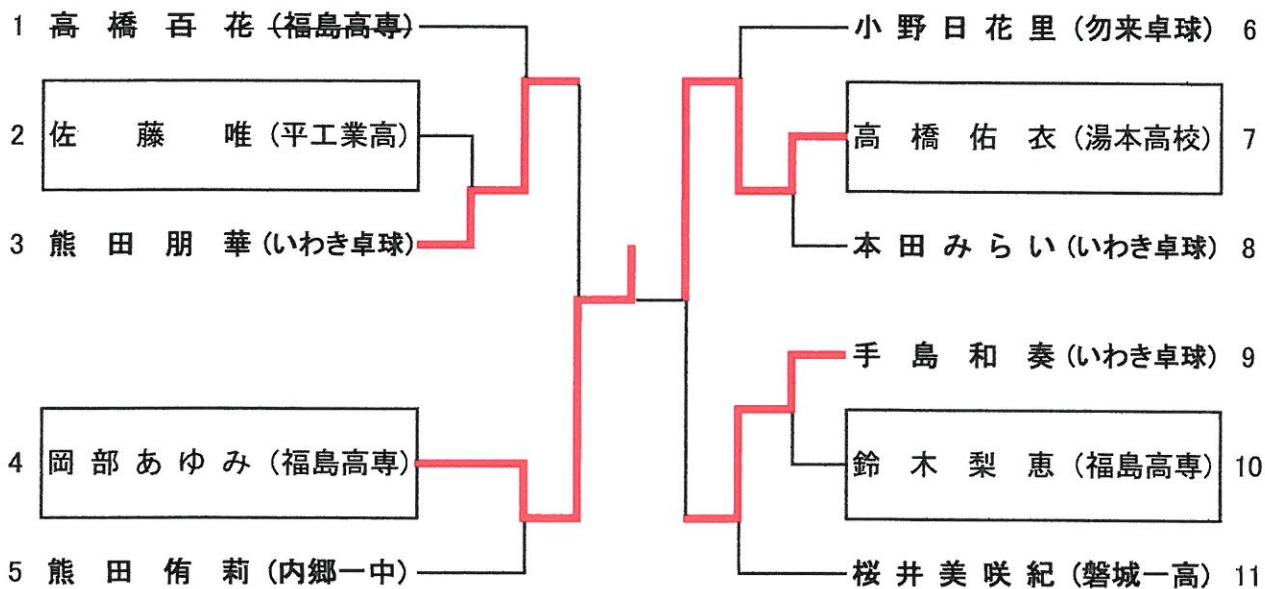 1 高橋百花 (福島高専)
2 佐藤唯 (平工業高)
3 熊田朋華 (いわき卓球)
4 岡部あゆみ (福島高専)
5 熊田侑莉 (内郷一中)
小野日花里 (勿来卓球) 6
高橋佑衣 (湯本高校) 7
本田みらい (いわき卓球) 8
手島和奏 (いわき卓球) 9
鈴木梨恵 (福島高専) 10
桜井美咲紀 (磐城一高) 11